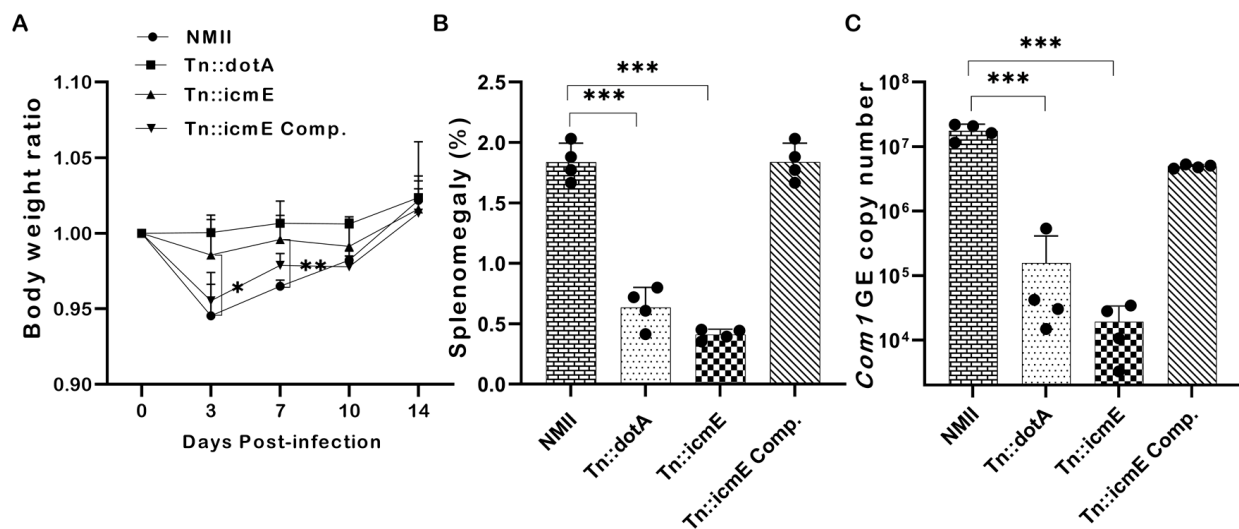 A
NMII
Tn::dotA
Tn::icmE
Tn::icmE Comp.
Body weight ratio
1.10
1.05
1.00
0.95
0.90
*
**
0
3
7
10
14
Days Post-infection
B
Splenomegaly (%)
2.5
2.0
1.5
1.0
0.5
0.0
***
***
NMII
Tn::dotA
Tn::icmE
Tn::icmE Comp.
C
Com1 GE copy number
10⁸
10⁷
10⁶
10⁵
10⁴
***
***
NMII
Tn::dotA
Tn::icmE
Tn::icmE Comp.